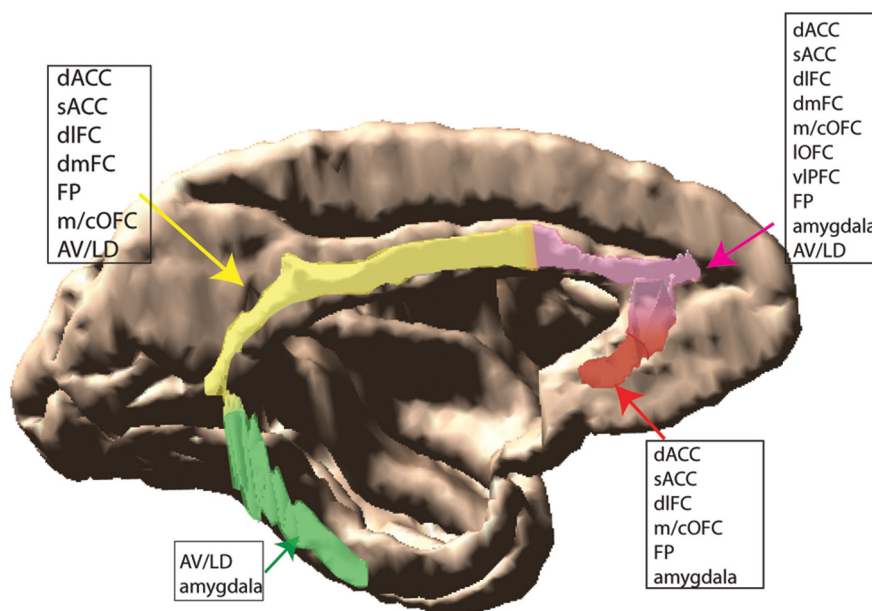 dACC
sACC
dlFC
dmFC
FP
m/cOFC
AV/LD
dACC
sACC
dlFC
dmFC
m/cOFC
lOFC
vlPFC
FP
amygdala
AV/LD
AV/LD
amygdala
dACC
sACC
dlFC
m/cOFC
FP
amygdala